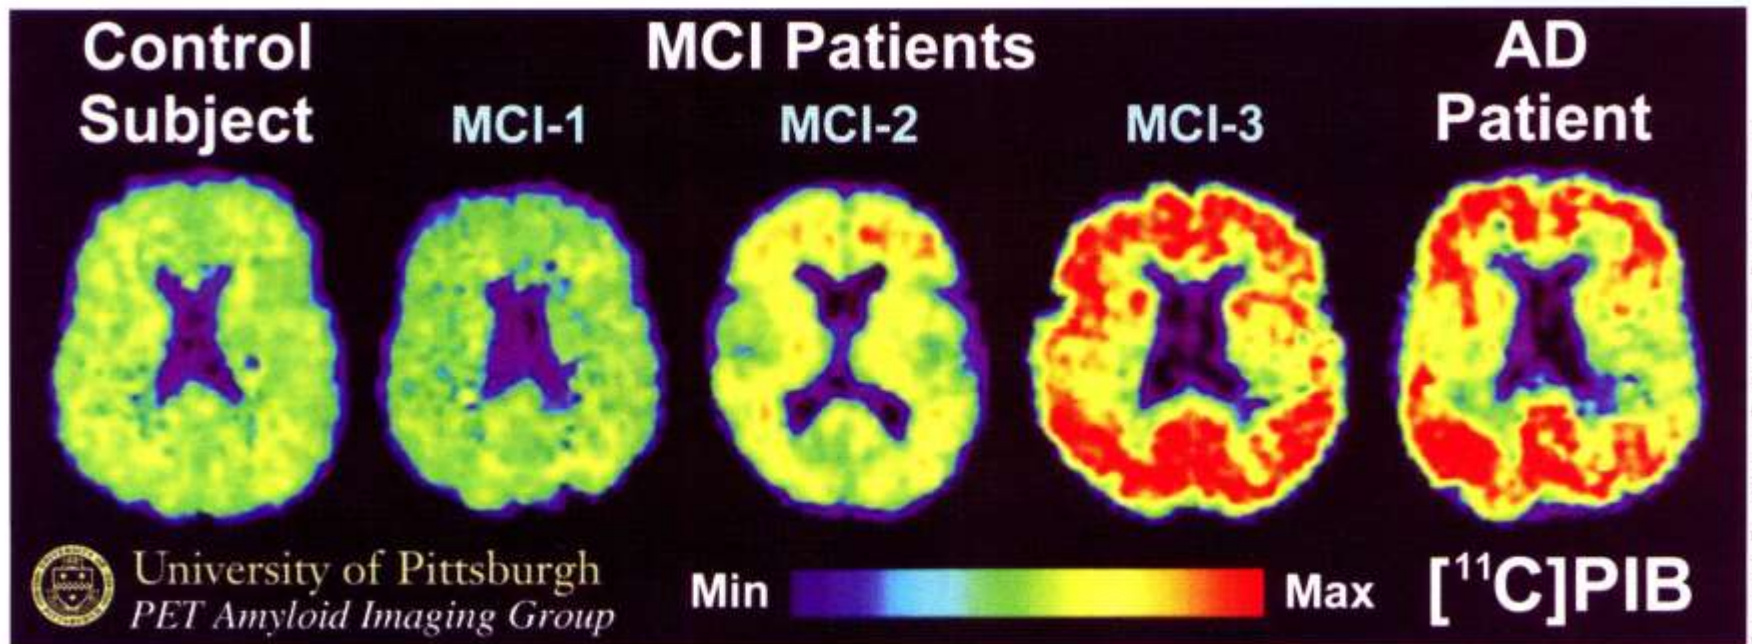 Control
Subject
MCI Patients
MCI-1
MCI-2
MCI-3
AD
Patient
University of Pittsburgh
PET Amyloid Imaging Group
Min
Max
[¹¹C]PIB